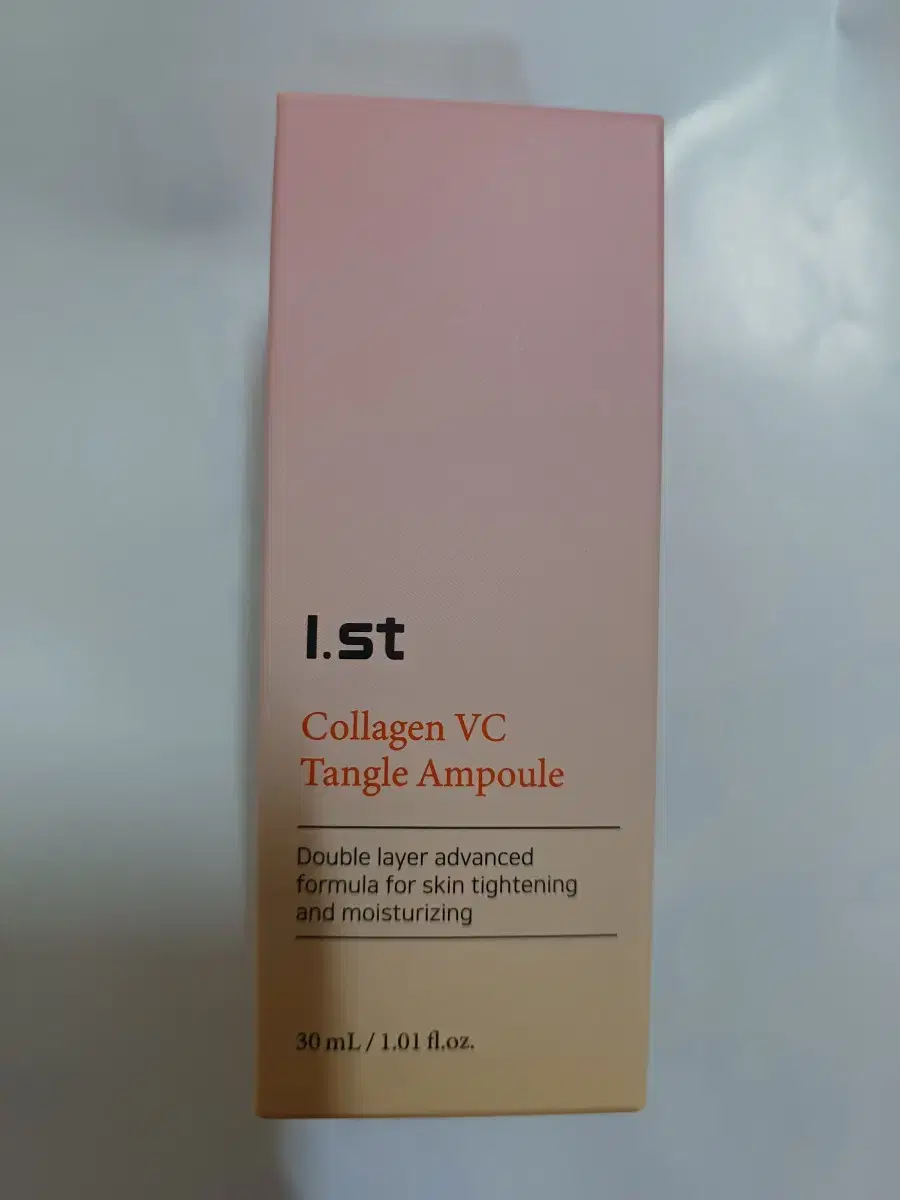 I.st
Collagen VC
Tangle Ampoule
Double layer advanced
formula for skin tightening
and moisturizing
30 mL / 1.01 fl.oz.